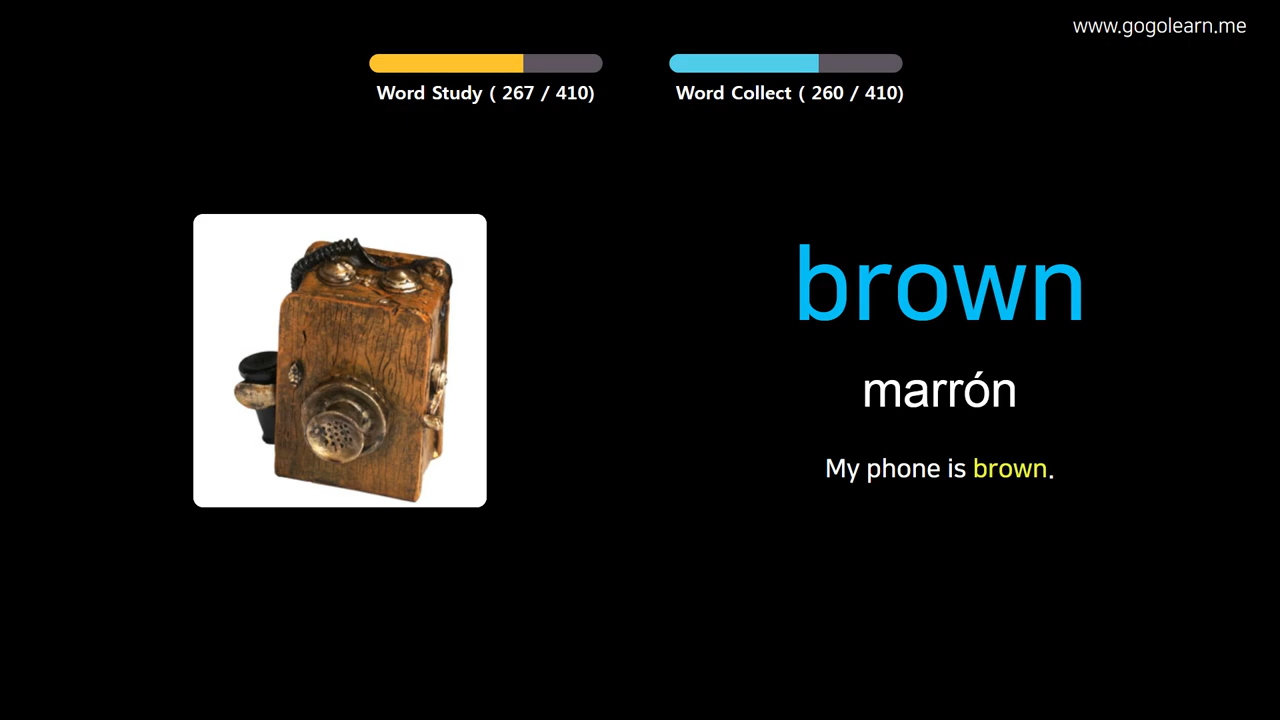 www.gogolearn.me
Word Study ( 267 / 410)
Word Collect ( 260 / 410)
brown
marrón
My phone is brown.